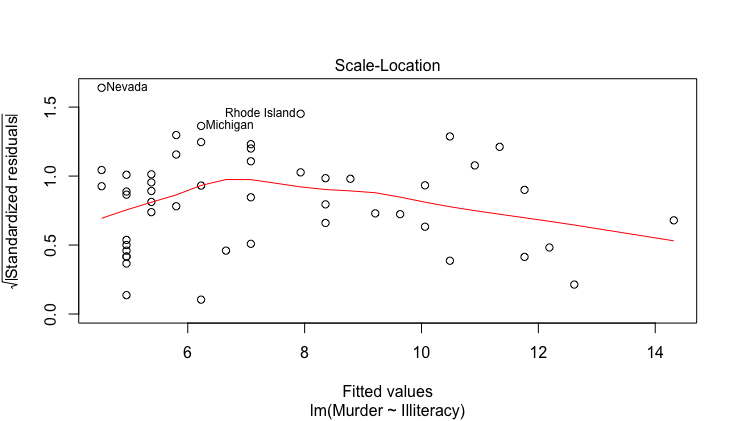 Scale-Location
√|Standardized residuals|
1.5
1.0
0.5
0.0
Nevada
Rhode Island
Michigan
6 8 10 12 14
Fitted values
lm(Murder ~ Illiteracy)